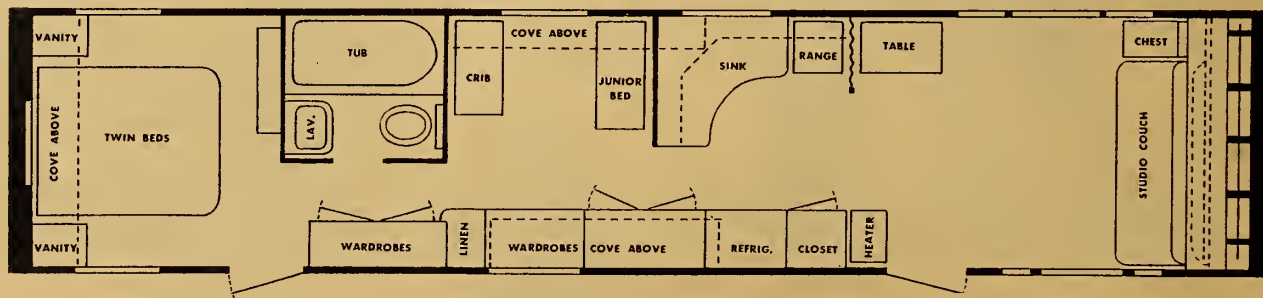 VANITY
COVE ABOVE
TWIN BEDS
VANITY
TUB
LAV.
WARDROBES
LINEN
CRIB
COVE ABOVE
JUNIOR
BED
WARDROBES COVE ABOVE
SINK
RANGE
REFRIG.
CLOSET
HEATER
TABLE
CHEST
STUDIO COUCH